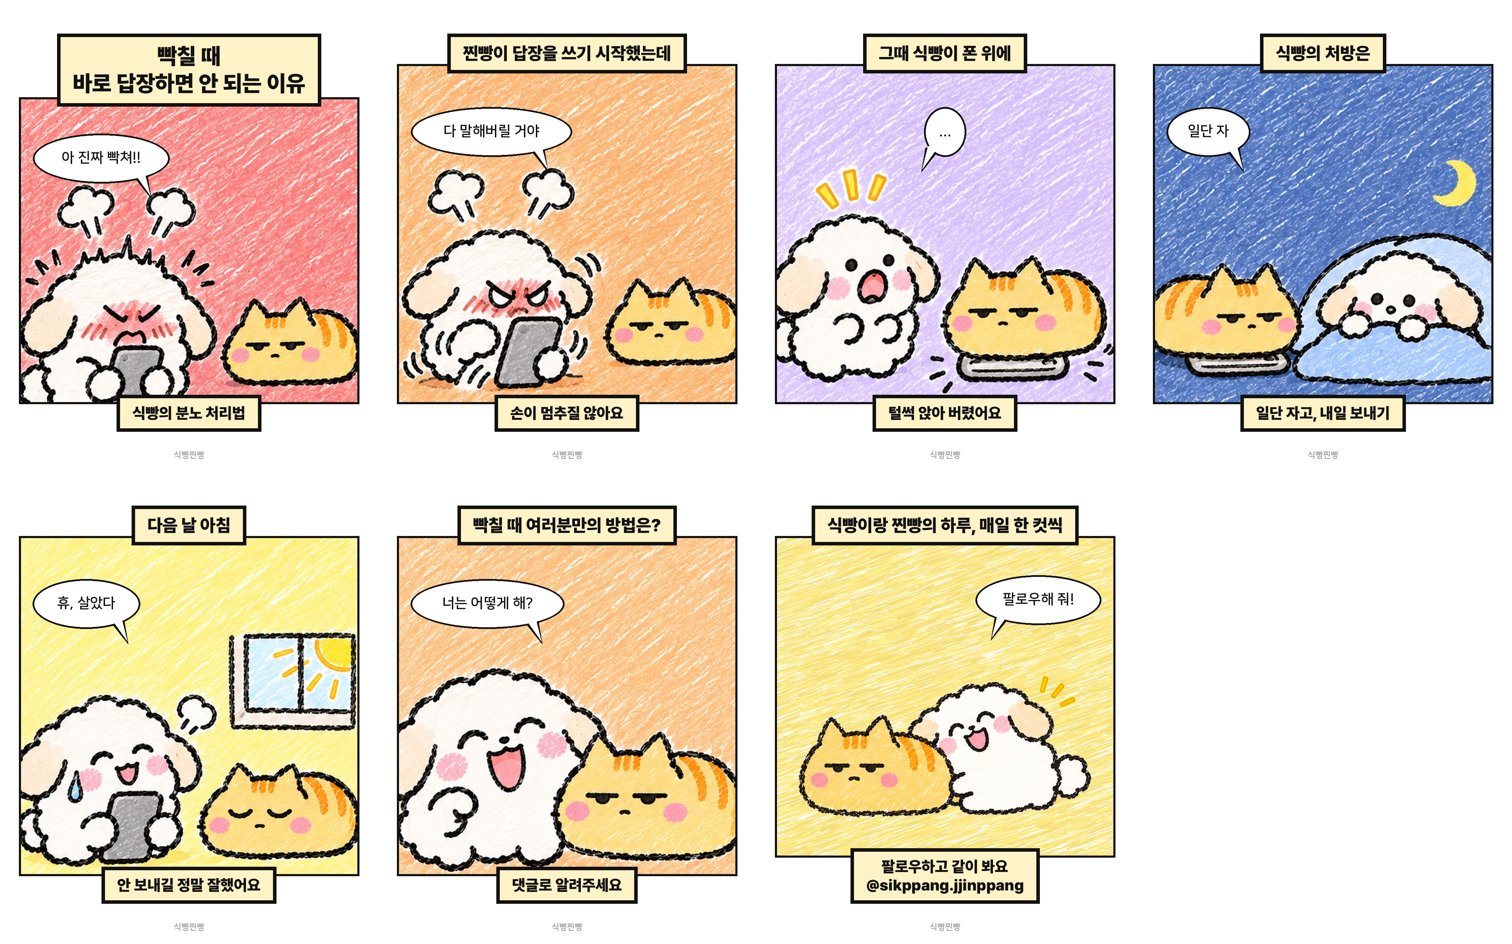 빡칠 때
바로 답장하면 안 되는 이유
아 진짜 빡쳐!!
식빵의 분노 처리법
식빵찐빵
찐빵이 답장을 쓰기 시작했는데
다 말해버릴 거야
손이 멈추질 않아요
식빵찐빵
그때 식빵이 폰 위에
...
털썩 앉아 버렸어요
식빵찐빵
식빵의 처방은
일단 자
일단 자고, 내일 보내기
식빵찐빵
다음 날 아침
휴, 살았다
안 보내길 정말 잘했어요
식빵찐빵
빡칠 때 여러분만의 방법은?
너는 어떻게 해?
댓글로 알려주세요
식빵찐빵
식빵이랑 찐빵의 하루, 매일 한 컷씩
팔로우해 줘!
팔로우하고 같이 봐요
@sikppang.jjinppang
식빵찐빵